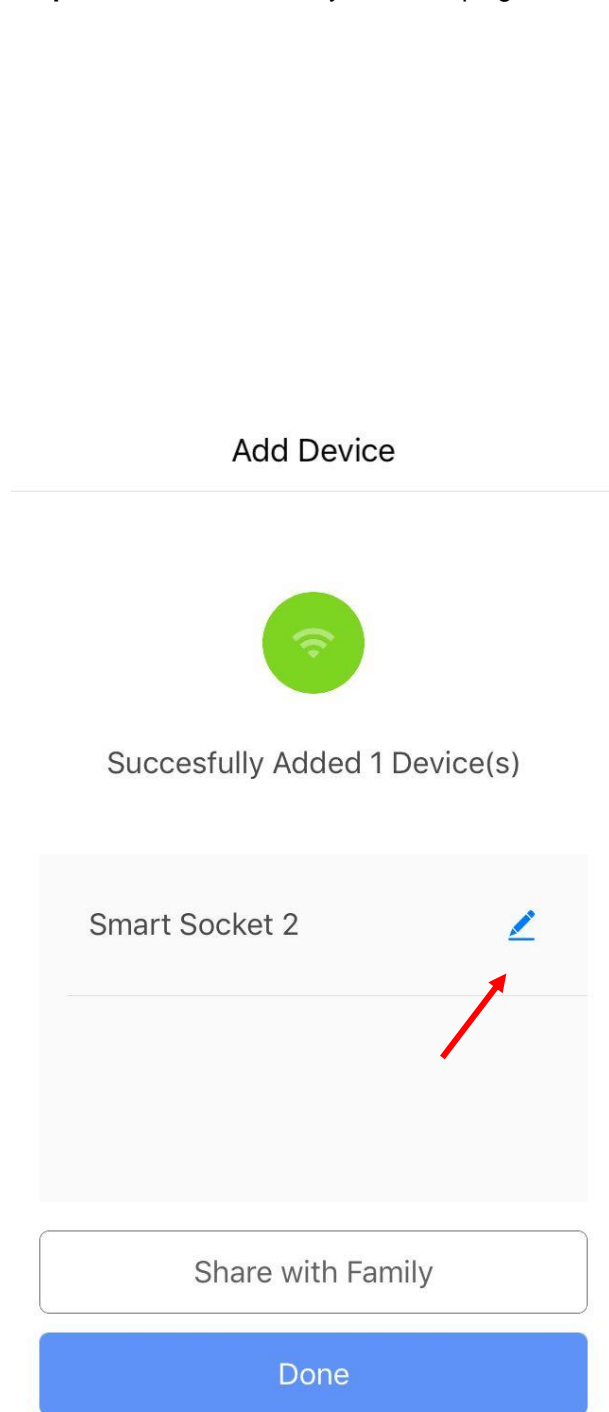 Add Device
Succesfully Added 1 Device(s)
Smart Socket 2
Share with Family
Done